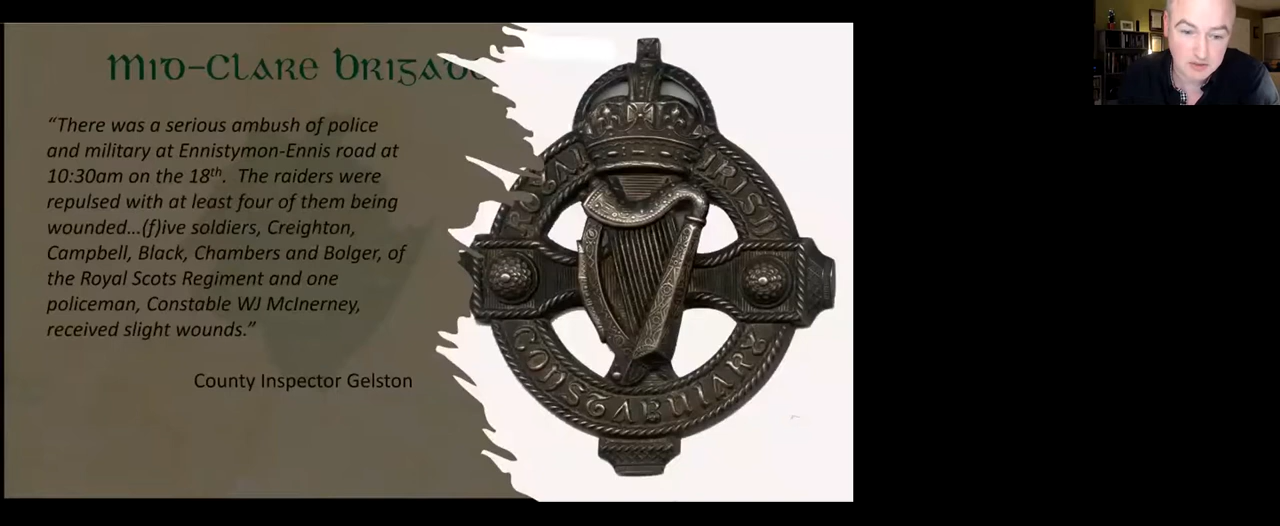 Mid-Clare Brigade
“There was a serious ambush of police
and military at Ennistymon-Ennis road at
10:30am on the 18th. The raiders were
repulsed with at least four of them being
wounded...(f)ive soldiers, Creighton,
Campbell, Black, Chambers and Bolger, of
the Royal Scots Regiment and one
policeman, Constable WJ McInerney,
received slight wounds.”
County Inspector Gelston
ROYAL IRISH
CONSTABULARY